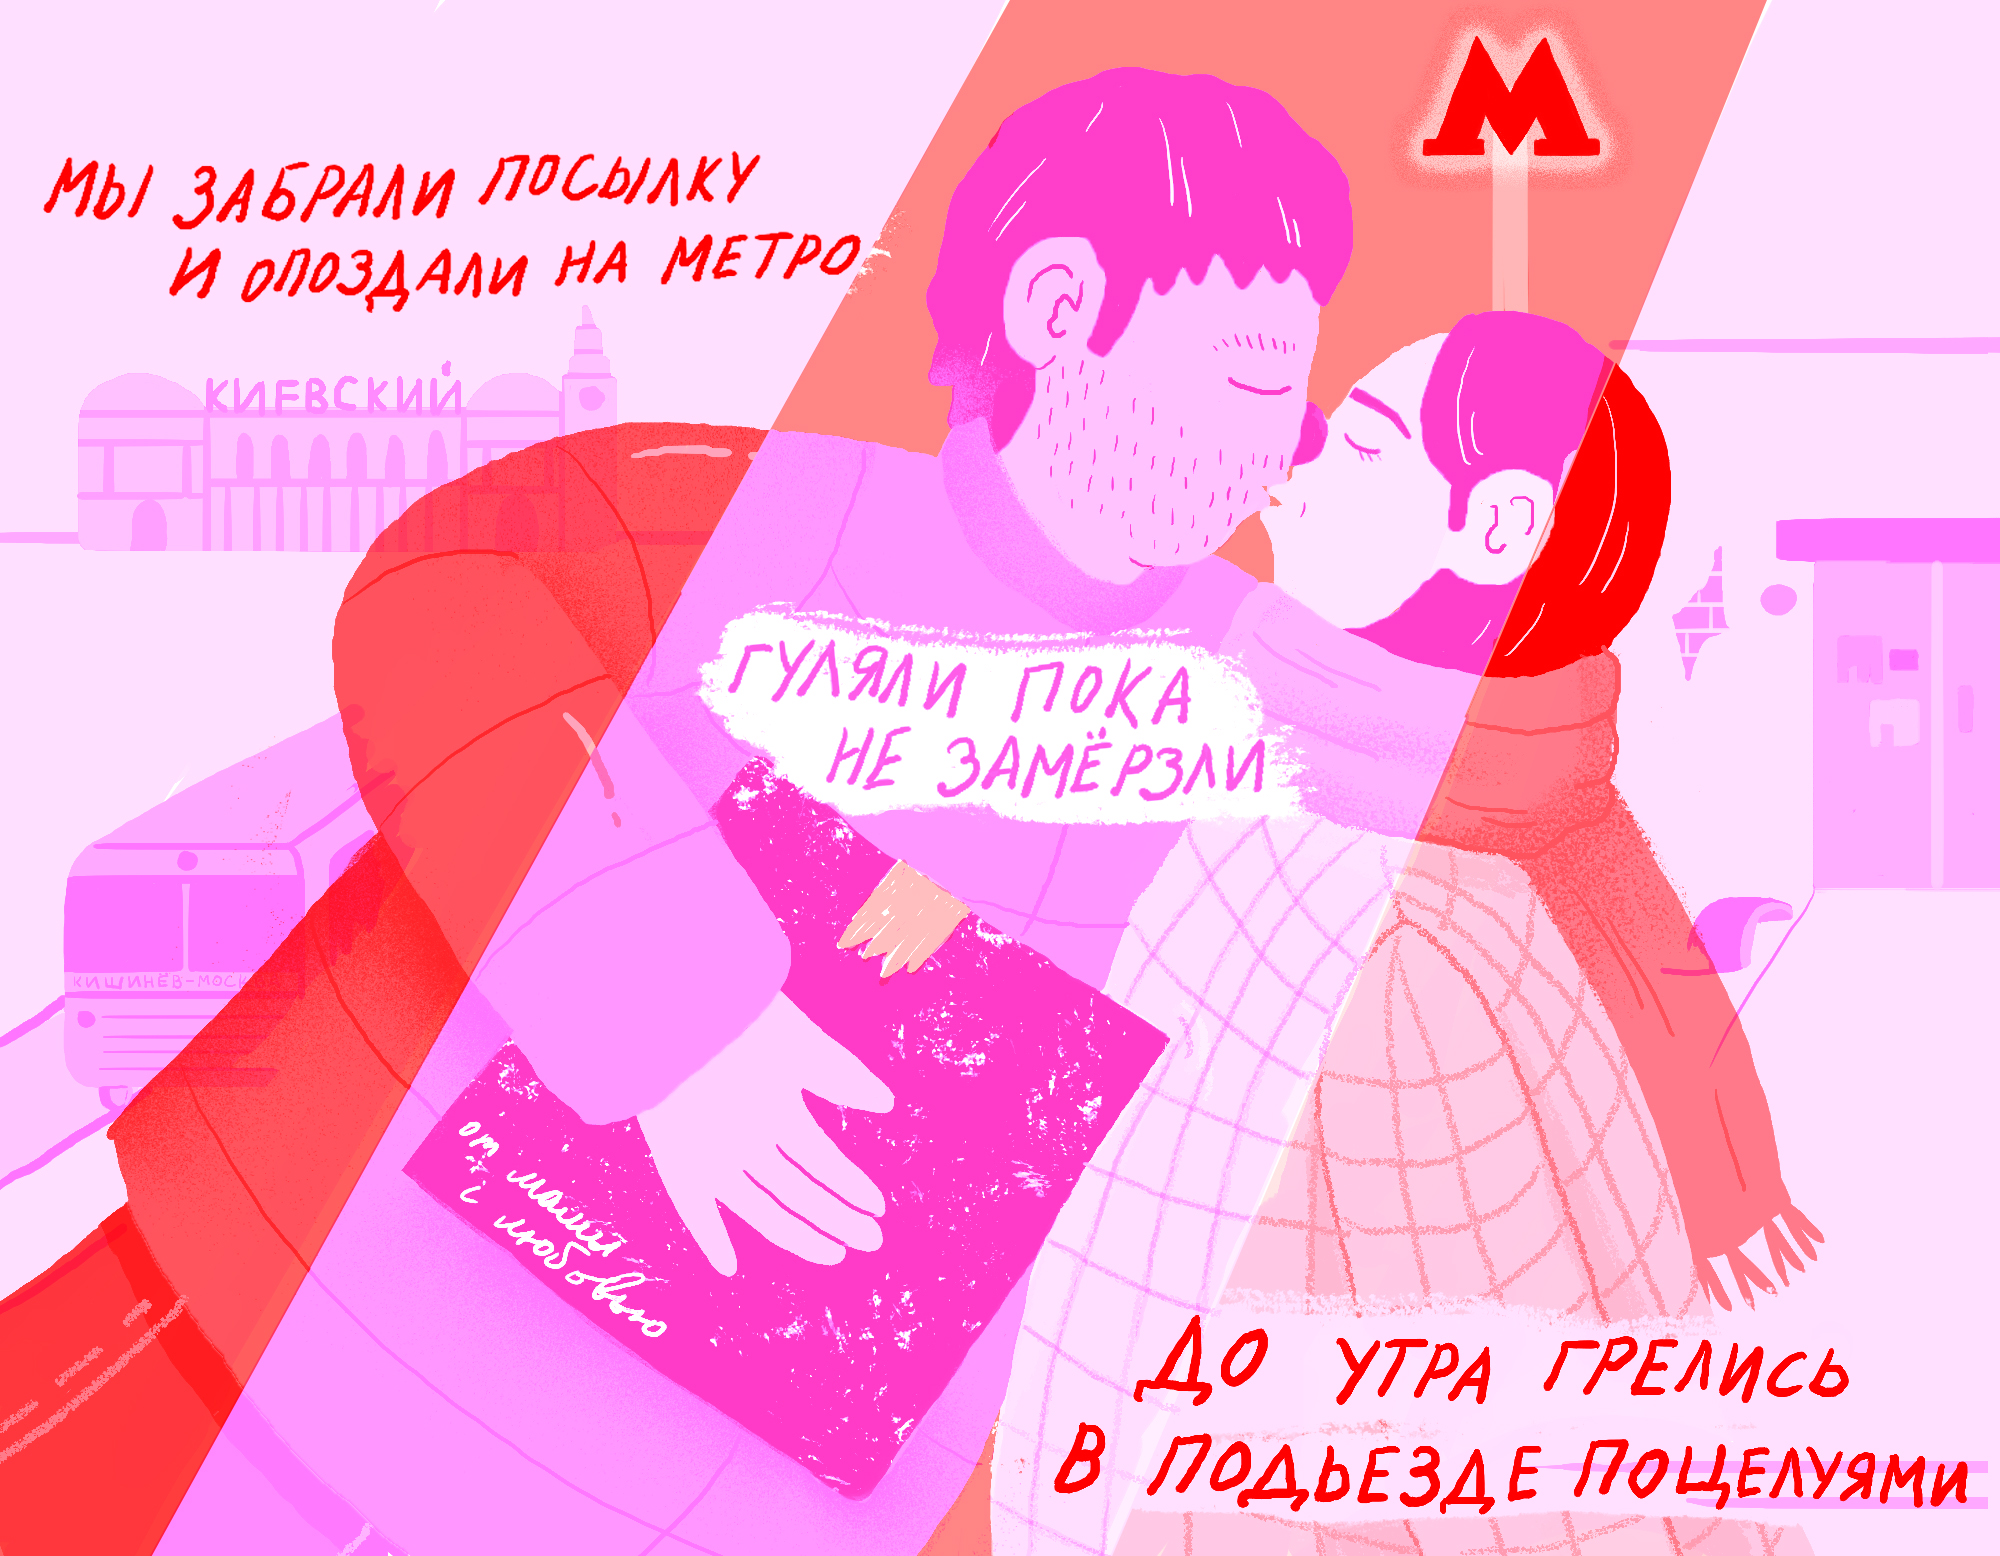 М
МЫ ЗАБРАЛИ ПОСЫЛКУ
И ОПОЗДАЛИ НА МЕТРО
КИЕВСКИЙ
ГУЛЯЛИ ПОКА
НЕ ЗАМЁРЗЛИ
КИШИНЁВ-МОСК
от мамы
с любовью
ДО УТРА ГРЕЛИСЬ
В ПОДЬЕЗДЕ ПОЦЕЛУЯМИ